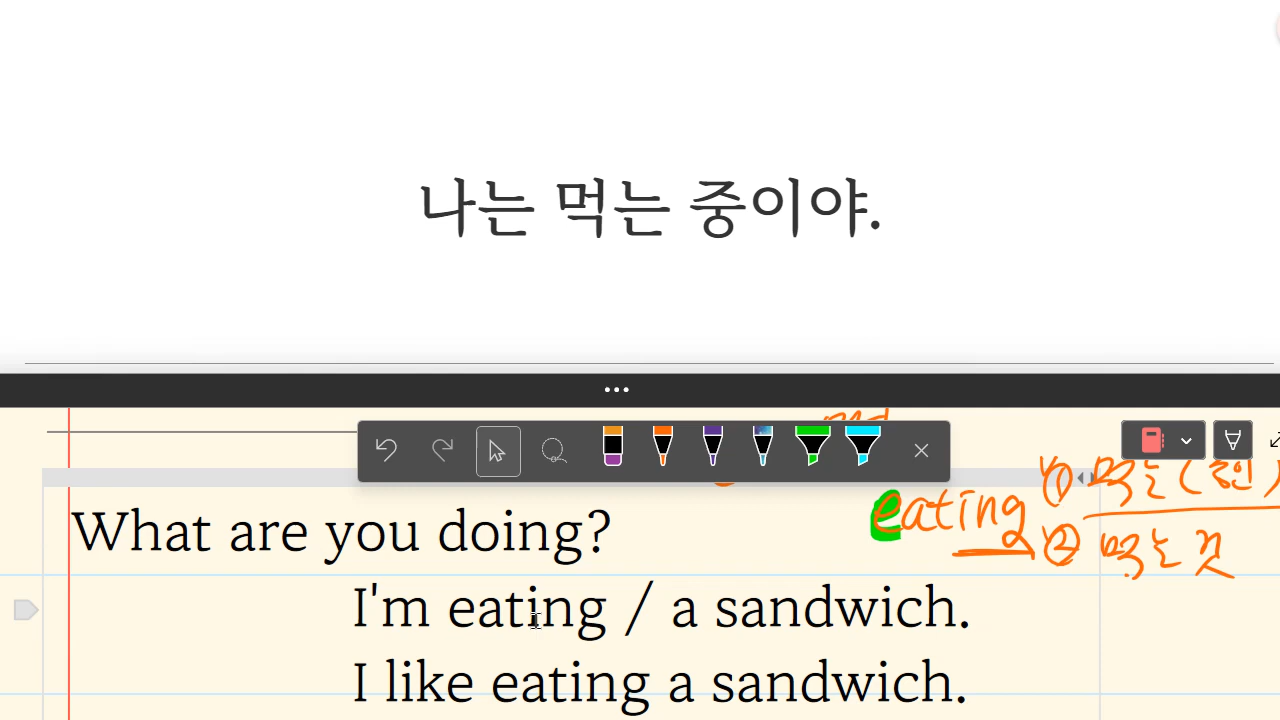 나는 먹는 중이야.
What are you doing?
eating ① 먹는(중인)
② 먹는 것
I'm eating / a sandwich.
I like eating a sandwich.